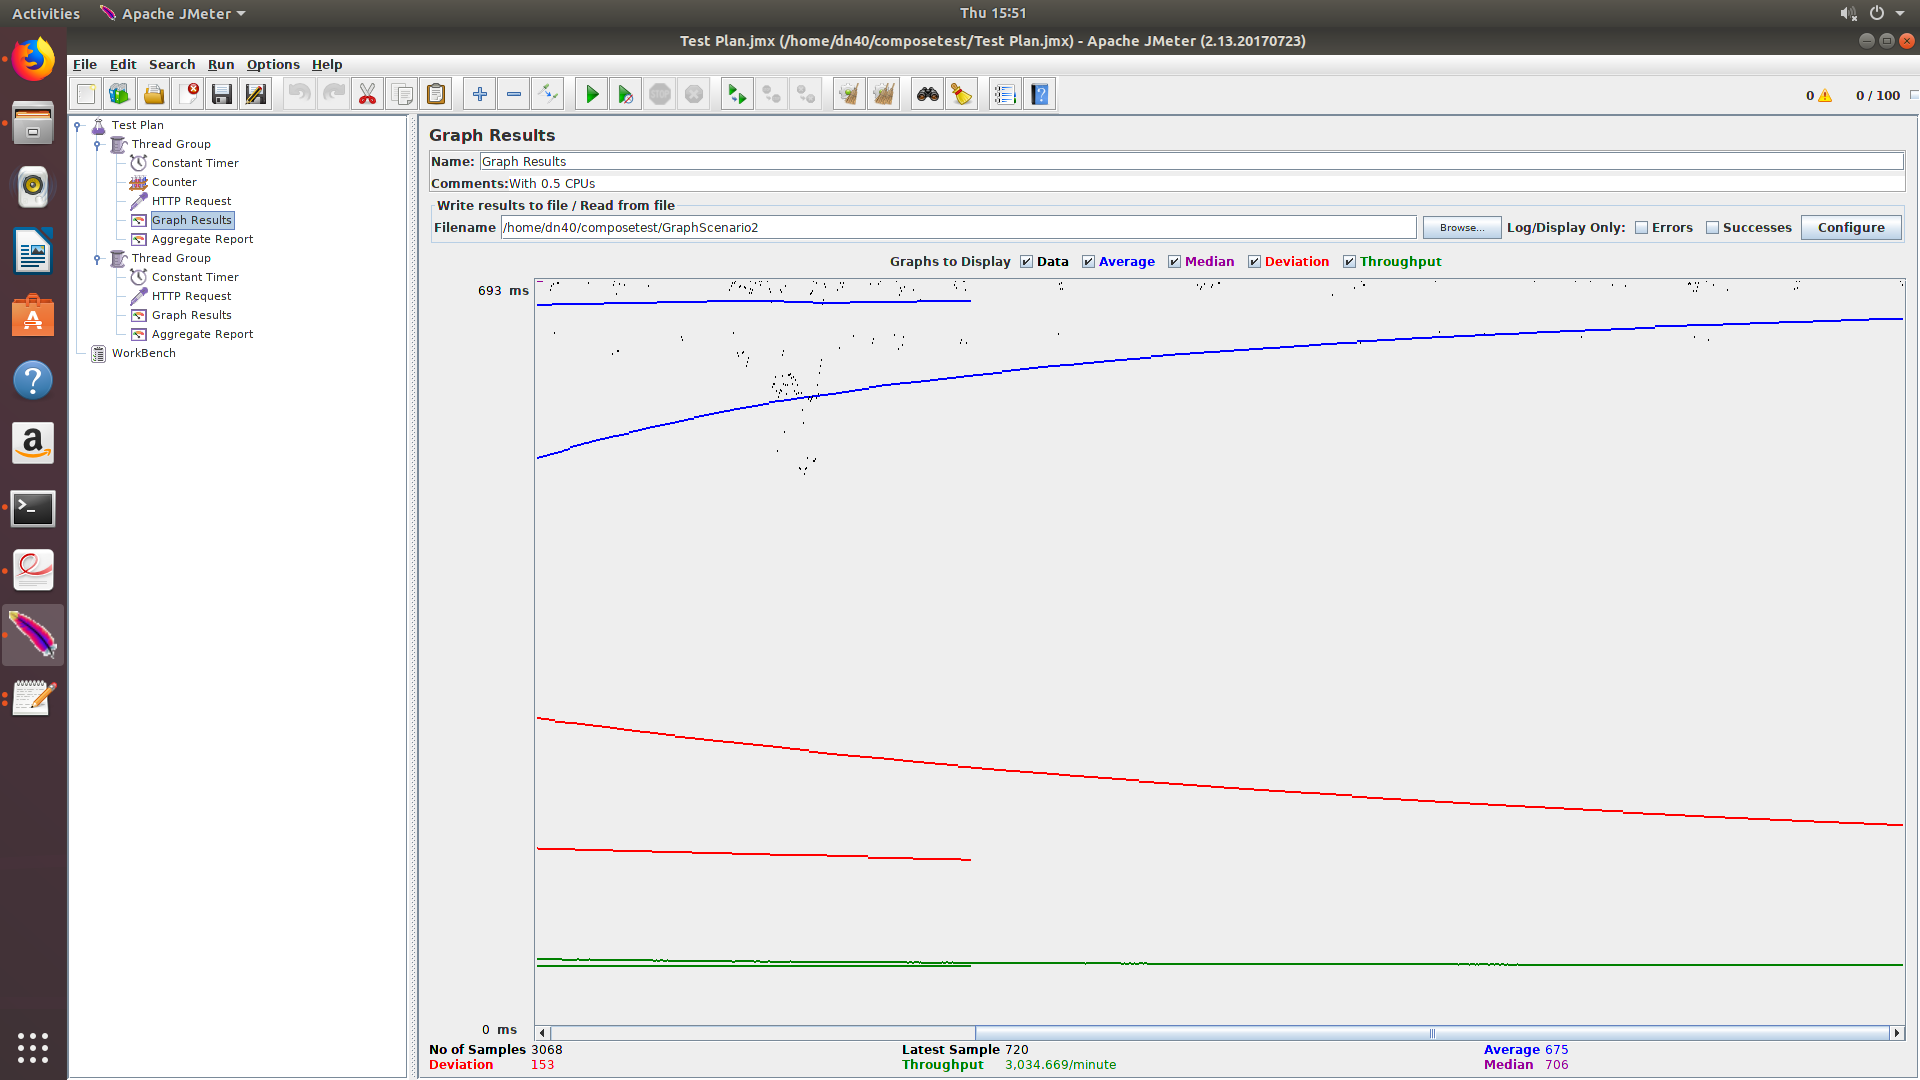 Activities Apache JMeter Thu 15:51
Test Plan.jmx (/home/dn40/composetest/Test Plan.jmx) - Apache JMeter (2.13.20170723)
File Edit Search Run Options Help
0 0 / 100
Test Plan
Thread Group
Constant Timer
Counter
HTTP Request
Graph Results
Aggregate Report
Thread Group
Constant Timer
HTTP Request
Graph Results
Aggregate Report
WorkBench
Graph Results
Name: Graph Results
Comments: With 0.5 CPUs
Write results to file / Read from file
Filename /home/dn40/composetest/GraphScenario2 Browse... Log/Display Only: Errors Successes Configure
Graphs to Display Data Average Median Deviation Throughput
693 ms
0 ms
No of Samples 3068 Latest Sample 720 Average 675
Deviation 153 Throughput 3,034.669/minute Median 706